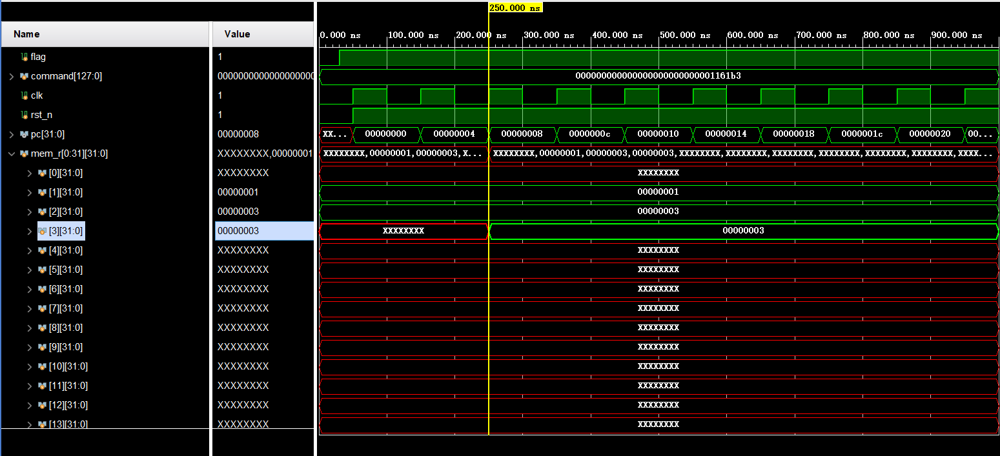 250.000 ns
Name Value 0.000 ns 100.000 ns 200.000 ns 300.000 ns 400.000 ns 500.000 ns 600.000 ns 700.000 ns 800.000 ns 900.000 ns
flag 1
command[127:0] 00000000000000000000 000000000000000000000000001161b3
clk 1
rst_n 1
pc[31:0] 00000008 XX... 00000000 00000004 00000008 0000000c 00000010 00000014 00000018 0000001c 00000020 00...
mem_r[0:31][31:0] XXXXXXXX,00000001 XXXXXXXX,00000001,00000003,X... XXXXXXXX,00000001,00000003,00000003,XXXXXXXX,XXXXXXXX,XXXXXXXX,XXXXXXXX,XXXXXXXX,XXXXXXXX,XXXX...
[0][31:0] XXXXXXXX XXXXXXXX
[1][31:0] 00000001 00000001
[2][31:0] 00000003 00000003
[3][31:0] 00000003 XXXXXXXX 00000003
[4][31:0] XXXXXXXX XXXXXXXX
[5][31:0] XXXXXXXX XXXXXXXX
[6][31:0] XXXXXXXX XXXXXXXX
[7][31:0] XXXXXXXX XXXXXXXX
[8][31:0] XXXXXXXX XXXXXXXX
[9][31:0] XXXXXXXX XXXXXXXX
[10][31:0] XXXXXXXX XXXXXXXX
[11][31:0] XXXXXXXX XXXXXXXX
[12][31:0] XXXXXXXX XXXXXXXX
[13][31:0] XXXXXXXX XXXXXXXX